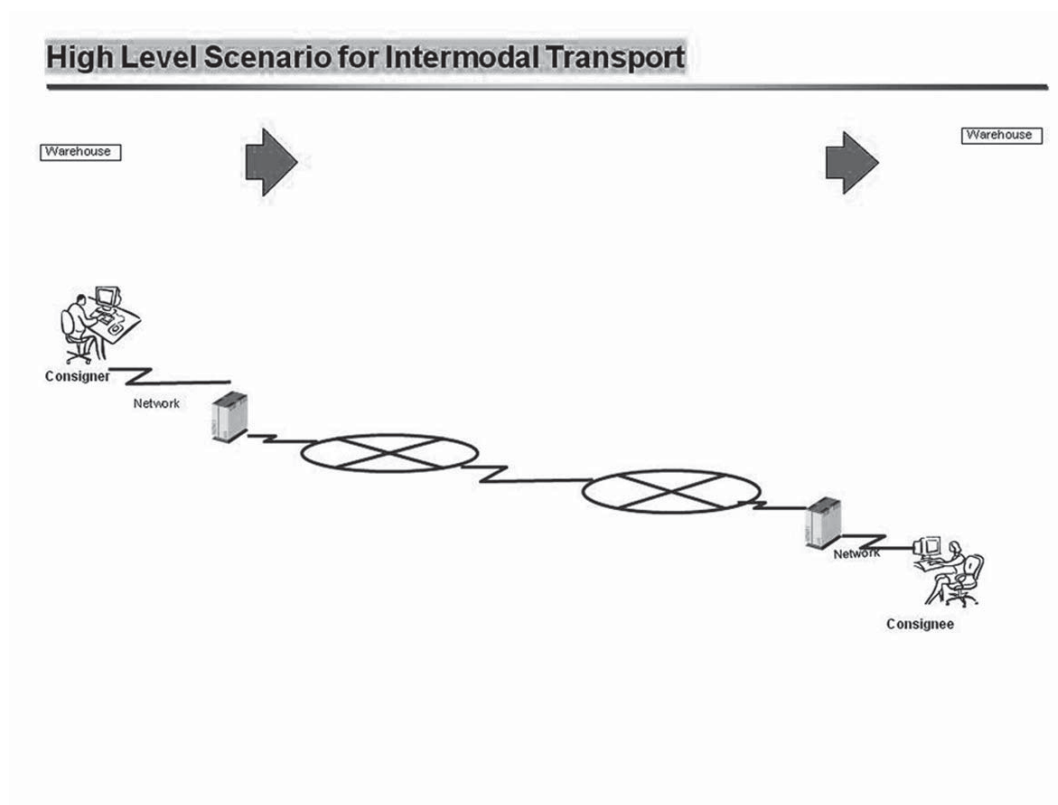 High Level Scenario for Intermodal Transport
Warehouse
Warehouse
Consigner
Network
Network
Consignee